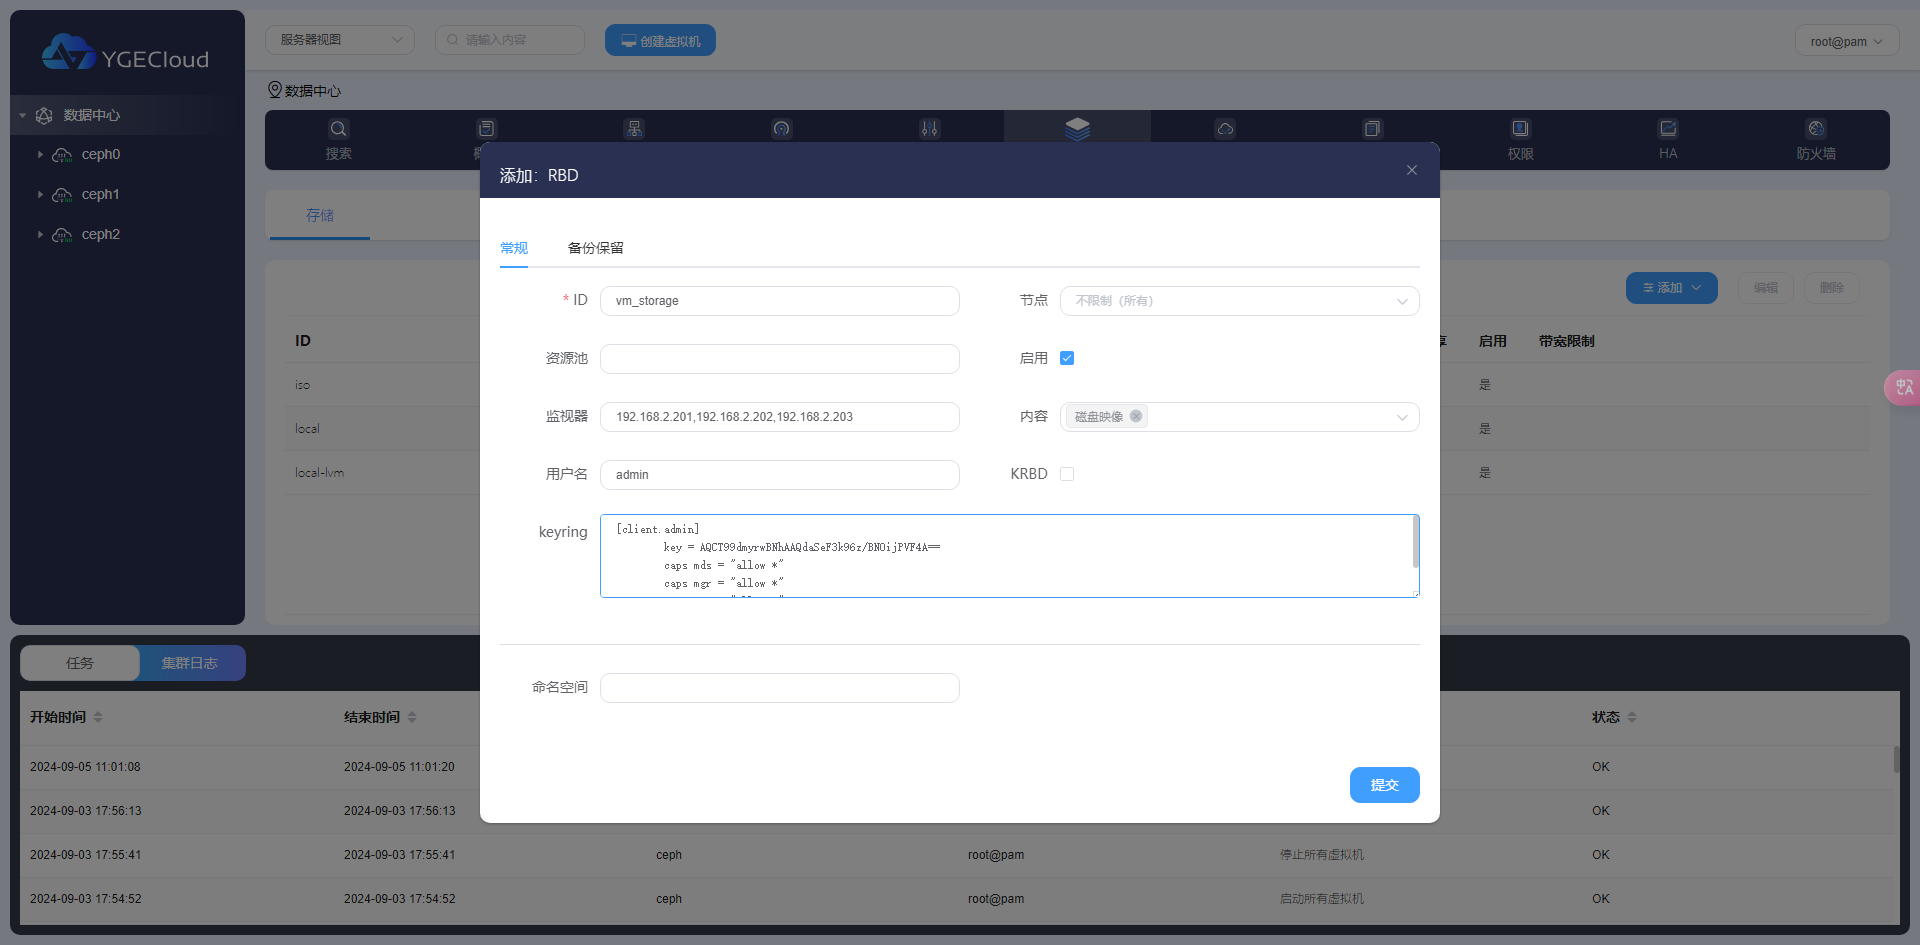 YGECloud
服务器视图
请输入内容
创建虚拟机
root@pam
数据中心
ceph0
ceph1
ceph2
数据中心
搜索
权限
HA
防火墙
存储
添加
编辑
删除
ID
启用
带宽限制
iso
是
local
是
local-lvm
是
添加：RBD
常规
备份保留
* ID
vm_storage
节点
不限制（所有）
资源池
启用
监视器
192.168.2.201,192.168.2.202,192.168.2.203
内容
磁盘映像
用户名
admin
KRBD
keyring
[client.admin]
key = AQCT99dmyrwBNhAAQdaSeF3k96z/BNOijPVF4A==
caps mds = "allow *"
caps mgr = "allow *"
命名空间
提交
任务
集群日志
开始时间
结束时间
状态
2024-09-05 11:01:08
2024-09-05 11:01:20
OK
2024-09-03 17:56:13
2024-09-03 17:56:13
OK
2024-09-03 17:55:41
2024-09-03 17:55:41
ceph
root@pam
停止所有虚拟机
OK
2024-09-03 17:54:52
2024-09-03 17:54:52
ceph
root@pam
启动所有虚拟机
OK